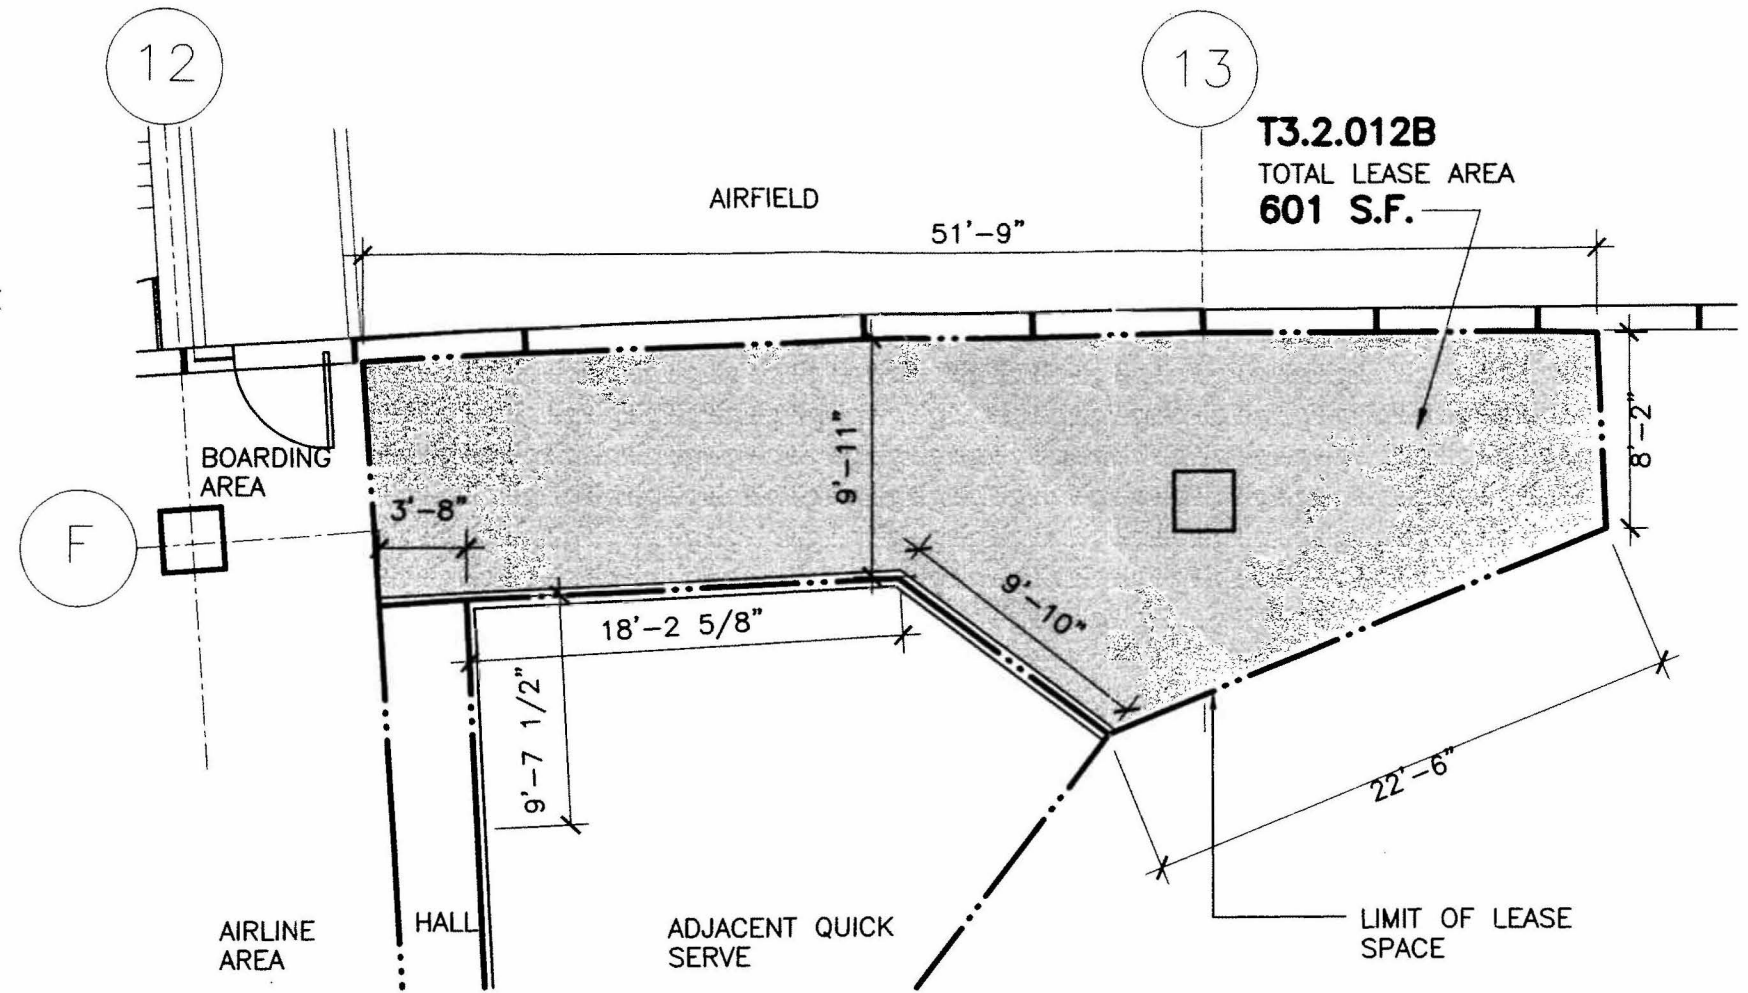 12
13
T3.2.012B
TOTAL LEASE AREA
601 S.F.
AIRFIELD
51'-9"
BOARDING
AREA
3'-8"
9'-11"
8'-2"
F
9'-10"
18'-2 5/8"
9'-7 1/2"
22'-6"
AIRLINE
AREA
HALL
ADJACENT QUICK
SERVE
LIMIT OF LEASE
SPACE